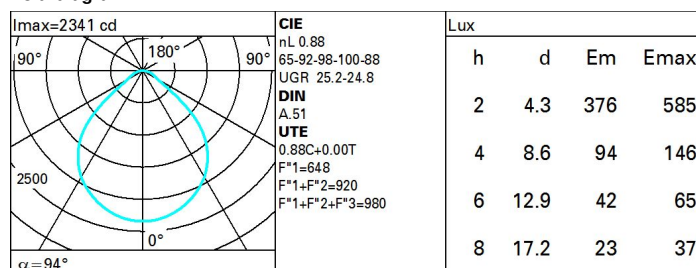 Imax=2341 cd
90°
180°
90°
2500
0°
α=94°
CIE
nL 0.88
65-92-98-100-88
UGR 25.2-24.8
DIN
A.51
UTE
0.88C+0.00T
F"1=648
F"1+F"2=920
F"1+F"2+F"3=980
Lux
h d Em Emax
2 4.3 376 585
4 8.6 94 146
6 12.9 42 65
8 17.2 23 37